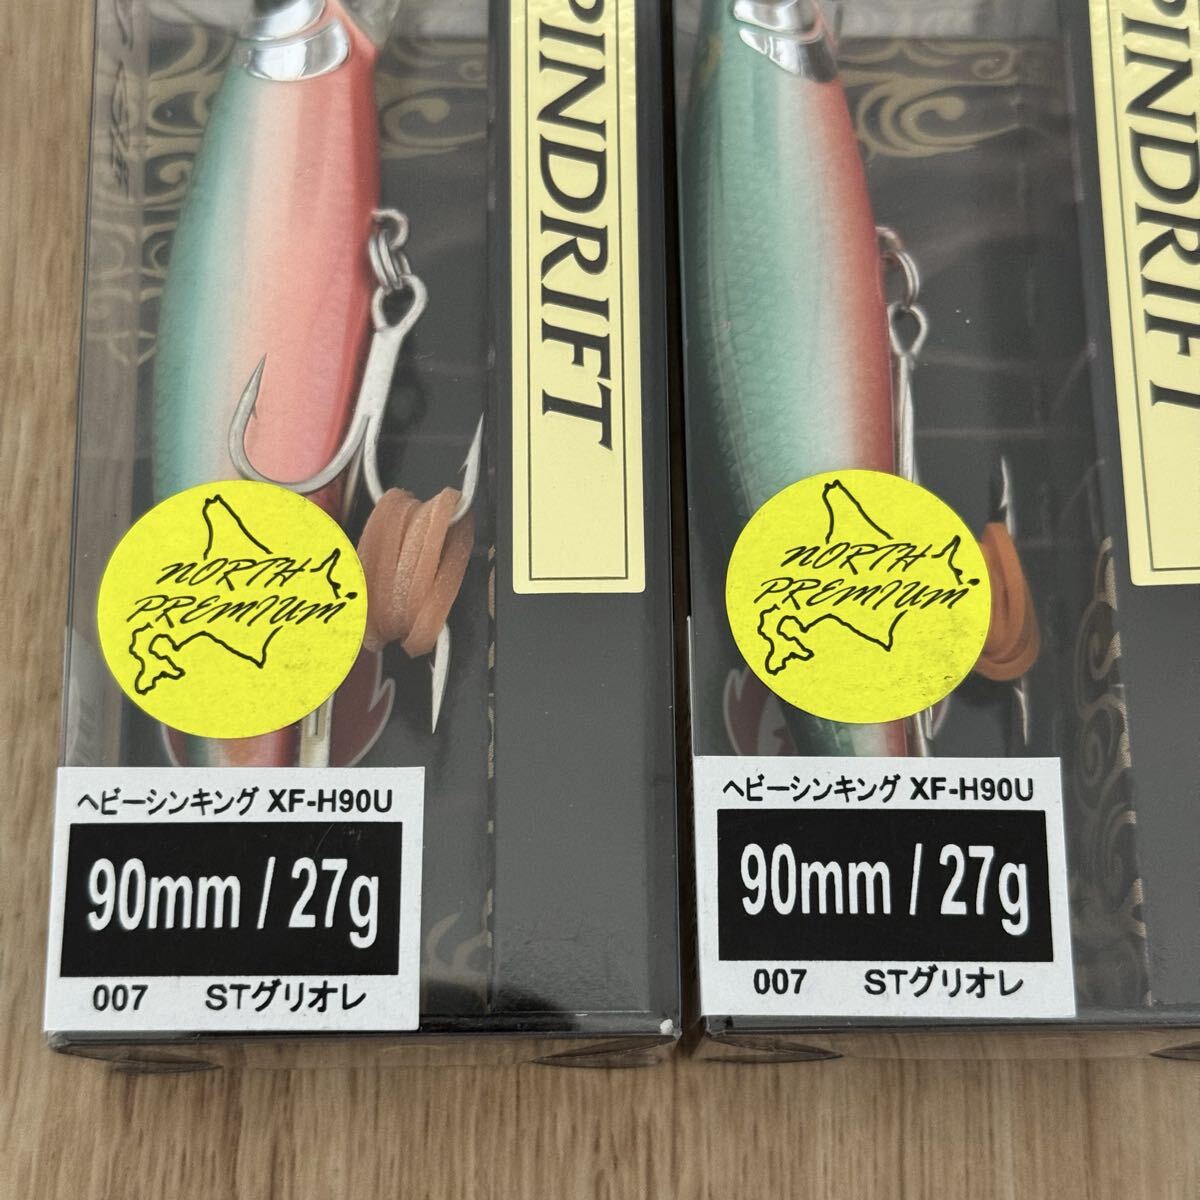 PINDRIFT
NORTH
PREMIUM
ヘビーシンキング XF-H90U
90mm / 27g
007 STグリオレ
PINDRIFT
NORTH
PREMIUM
ヘビーシンキング XF-H90U
90mm / 27g
007 STグリオレ